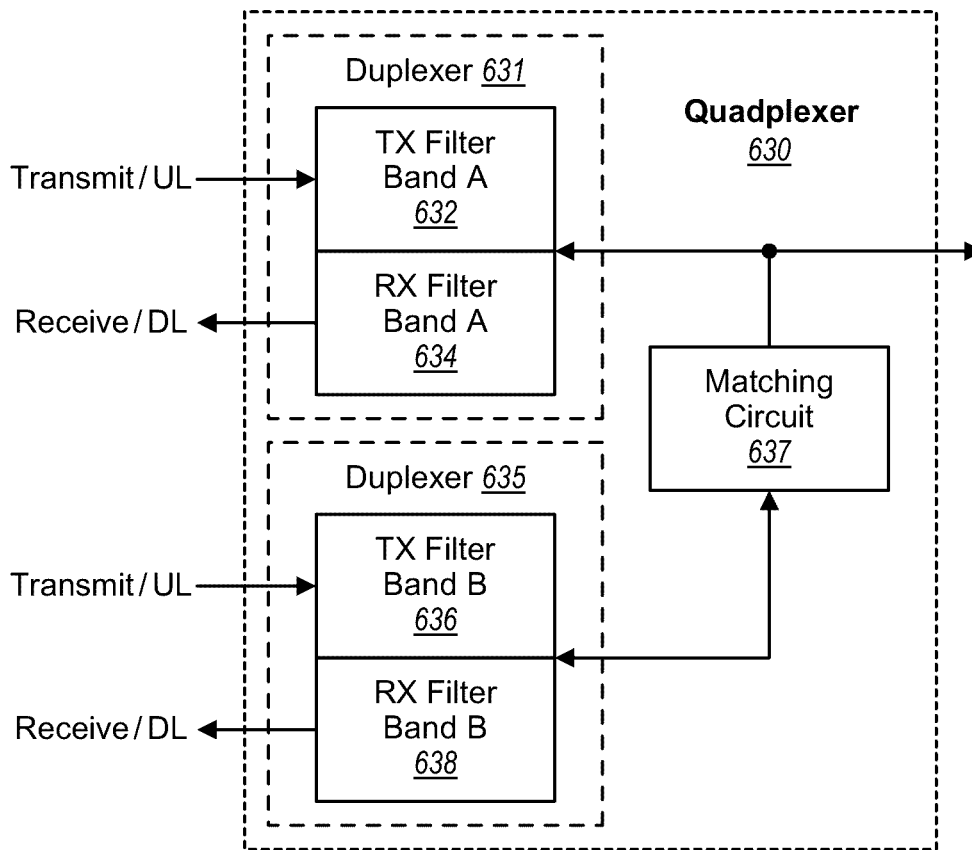 Duplexer 631
TX Filter
Band A
632
RX Filter
Band A
634
Transmit / UL
Receive / DL
Quadplexer
630
Matching
Circuit
637
Duplexer 635
TX Filter
Band B
636
RX Filter
Band B
638
Transmit / UL
Receive / DL